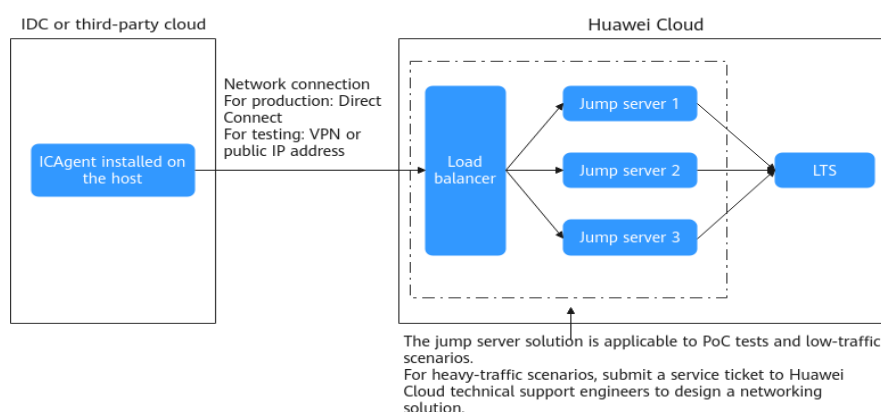 IDC or third-party cloud
Huawei Cloud
Network connection
For production: Direct
Connect
For testing: VPN or
public IP address
ICAgent installed on
the host
Load
balancer
Jump server 1
Jump server 2
Jump server 3
LTS
The jump server solution is applicable to PoC tests and low-traffic
scenarios.
For heavy-traffic scenarios, submit a service ticket to Huawei
Cloud technical support engineers to design a networking
solution.